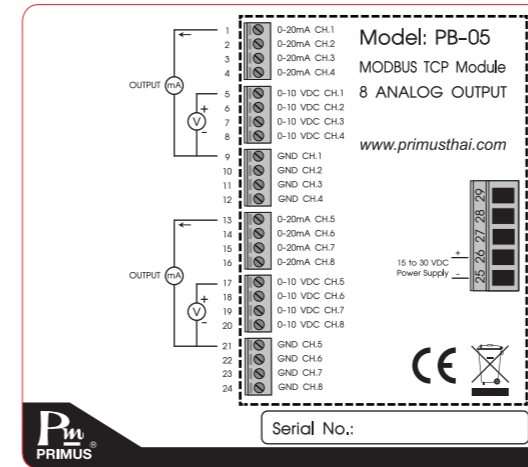 1 0-20mA CH.1
2 0-20mA CH.2
3 0-20mA CH.3
4 0-20mA CH.4
OUTPUT mA
5 0-10 VDC CH.1
6 0-10 VDC CH.2
7 0-10 VDC CH.3
8 0-10 VDC CH.4
+
V
-
9 GND CH.1
10 GND CH.2
11 GND CH.3
12 GND CH.4
13 0-20mA CH.5
14 0-20mA CH.6
15 0-20mA CH.7
16 0-20mA CH.8
OUTPUT mA
17 0-10 VDC CH.5
18 0-10 VDC CH.6
19 0-10 VDC CH.7
20 0-10 VDC CH.8
+
V
-
21 GND CH.5
22 GND CH.6
23 GND CH.7
24 GND CH.8
Model: PB-05
MODBUS TCP Module
8 ANALOG OUTPUT
www.primusthai.com
29
28
27
26
25
15 to 30 VDC +
Power Supply -
CE
Serial No.:
Pm
PRIMUS ®